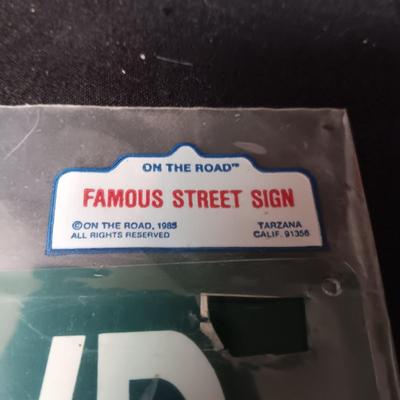 ON THE ROAD™
FAMOUS STREET SIGN
©ON THE ROAD, 1985
ALL RIGHTS RESERVED
TARZANA
CALIF. 91356